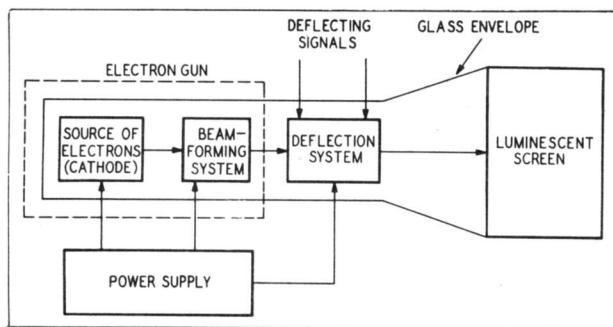 DEFLECTING
SIGNALS
GLASS ENVELOPE
ELECTRON GUN
SOURCE OF
ELECTRONS
(CATHODE)
BEAM-
FORMING
SYSTEM
DEFLECTION
SYSTEM
LUMINESCENT
SCREEN
POWER SUPPLY